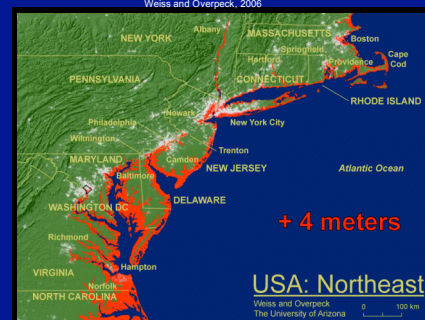 Weiss and Overpeck, 2006
Albany
MASSACHUSETTS
Boston
NEW YORK
Springfield
Cape
Cod
Hartford
Providence
PENNSYLVANIA
CONNECTICUT
RHODE ISLAND
Newark
New York City
Philadelphia
Wilmington
Trenton
MARYLAND
Camden
NEW JERSEY
Atlantic Ocean
Baltimore
DELAWARE
WASHINGTON DC
+ 4 meters
Richmond
Hampton
VIRGINIA
USA: Northeast
Norfolk
NORTH CAROLINA
Weiss and Overpeck
The University of Arizona
0 100 km